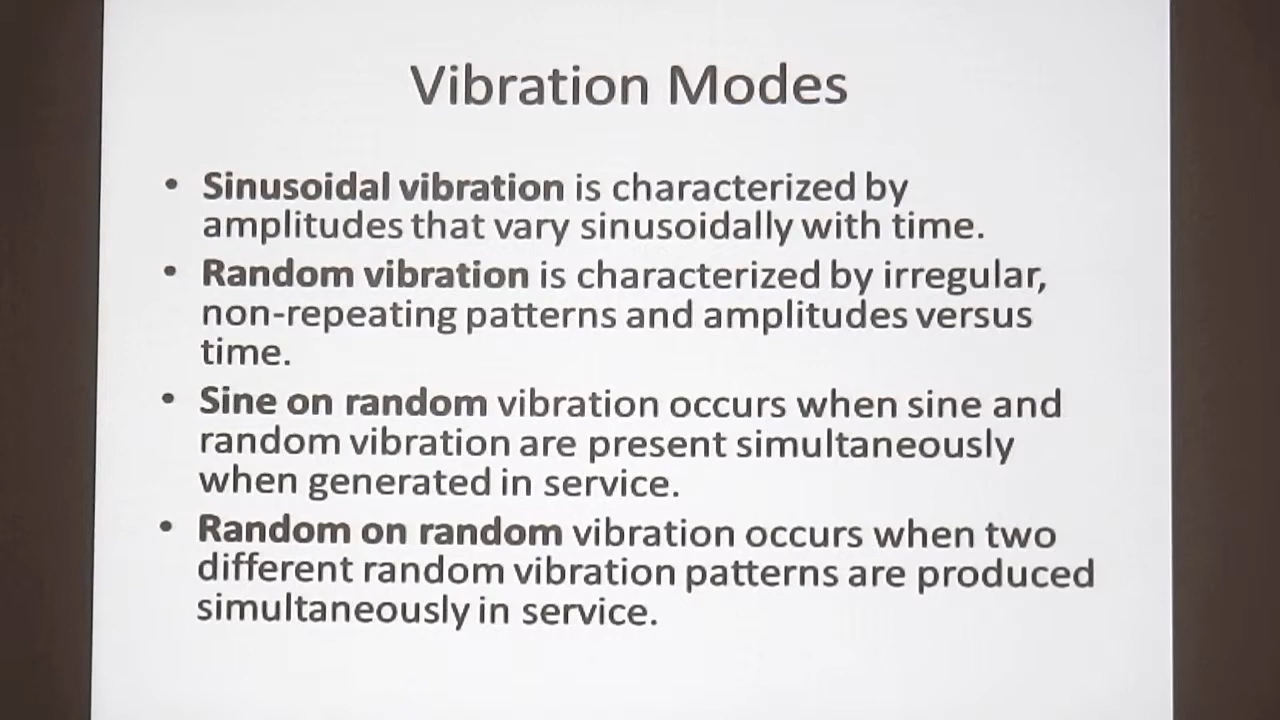 Vibration Modes
• Sinusoidal vibration is characterized by
amplitudes that vary sinusoidally with time.
• Random vibration is characterized by irregular,
non-repeating patterns and amplitudes versus
time.
• Sine on random vibration occurs when sine and
random vibration are present simultaneously
when generated in service.
• Random on random vibration occurs when two
different random vibration patterns are produced
simultaneously in service.